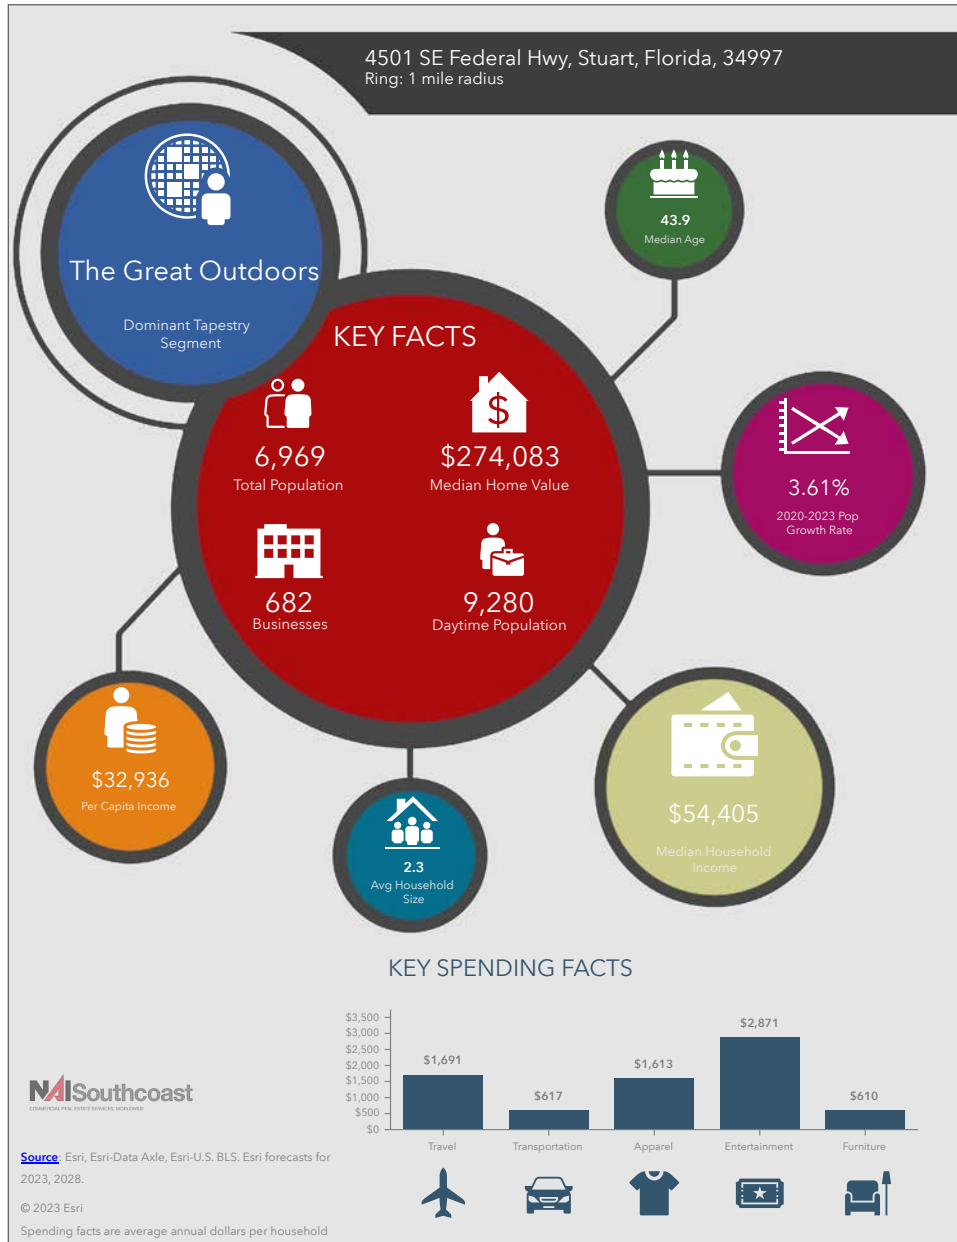 4501 SE Federal Hwy, Stuart, Florida, 34997
Ring: 1 mile radius
The Great Outdoors
Dominant Tapestry
Segment
43.9
Median Age
KEY FACTS
6,969
Total Population
$274,083
Median Home Value
682
Businesses
9,280
Daytime Population
3.61%
2020-2023 Pop
Growth Rate
$32,936
Per Capita Income
2.3
Avg Household
Size
$54,405
Median Household
Income
KEY SPENDING FACTS
$3,500
$3,000
$2,500
$2,000
$1,500
$1,000
$500
$0
$1,691
$617
$1,613
$2,871
$610
Travel
Transportation
Apparel
Entertainment
Furniture
NAISouthcoast
COMMERCIAL REAL ESTATE SERVICES, WORLDWIDE
Source: Esri, Esri-Data Axle, Esri-U.S. BLS. Esri forecasts for
2023, 2028.
© 2023 Esri
Spending facts are average annual dollars per household